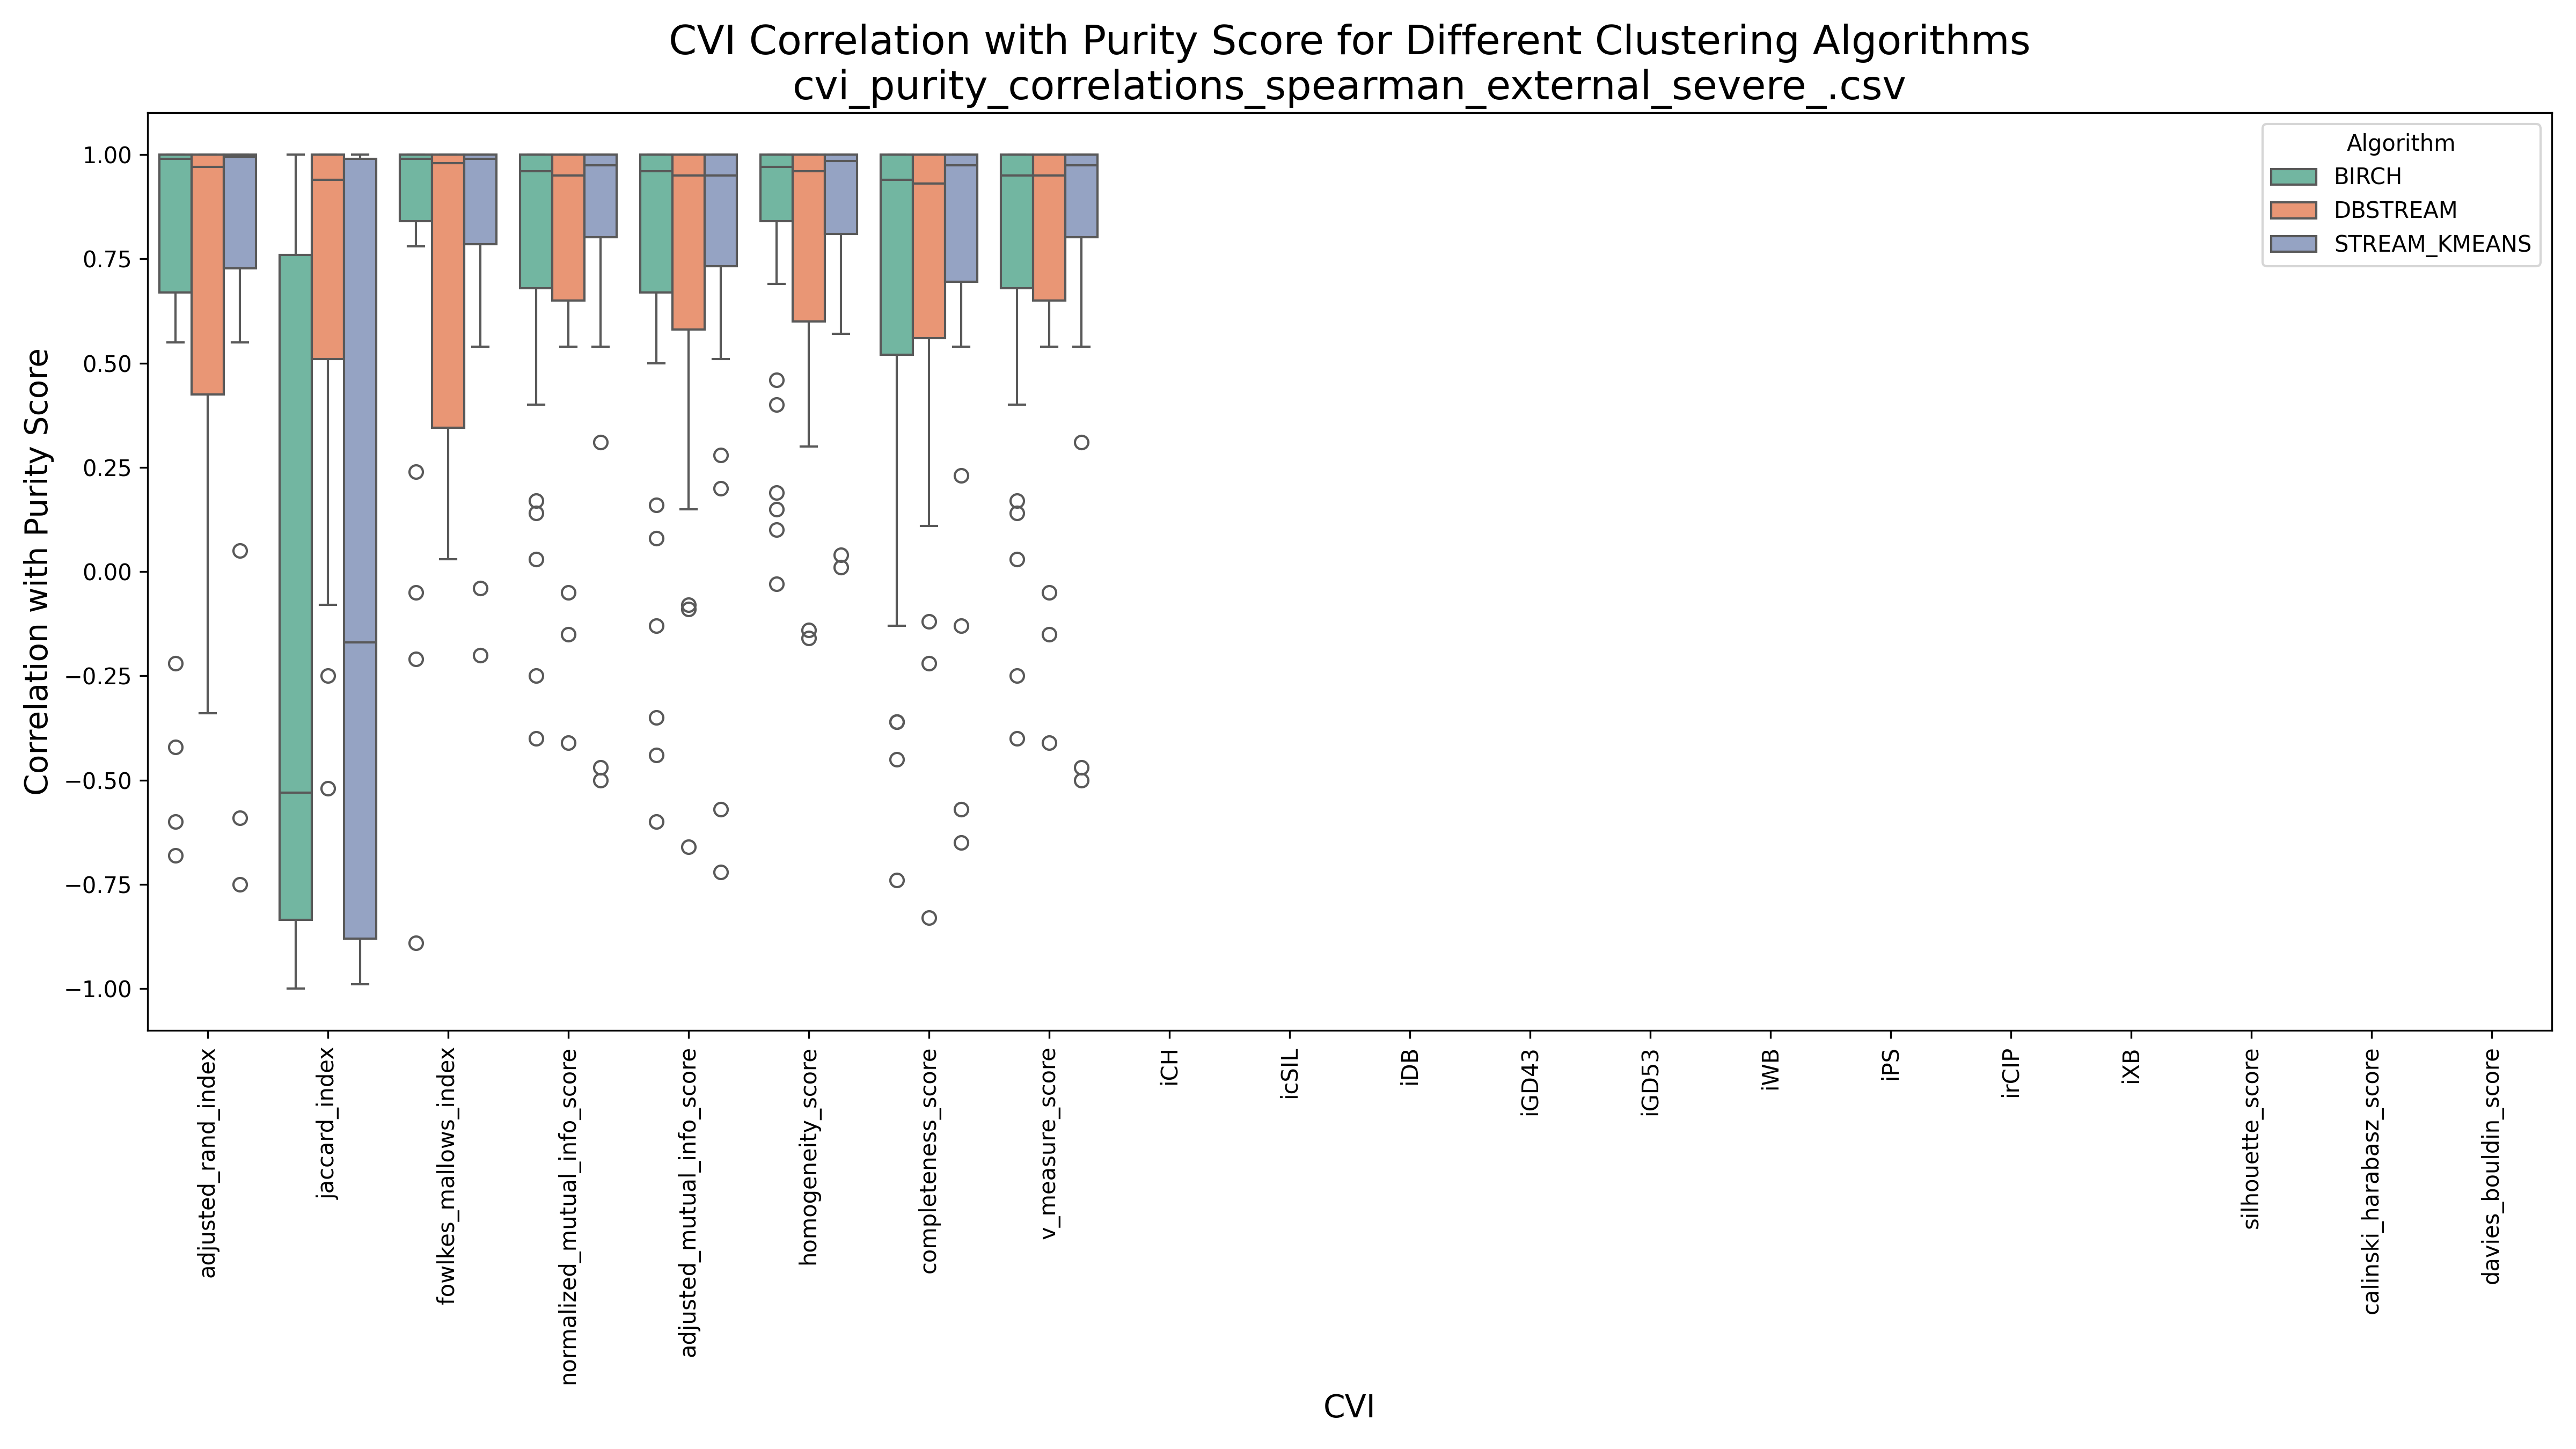 CVI Correlation with Purity Score for Different Clustering Algorithms
cvi_purity_correlations_spearman_external_severe_.csv
Algorithm
BIRCH
DBSTREAM
STREAM_KMEANS
Correlation with Purity Score
1.00
0.75
0.50
0.25
0.00
−0.25
−0.50
−0.75
−1.00
adjusted_rand_index
jaccard_index
fowlkes_mallows_index
normalized_mutual_info_score
adjusted_mutual_info_score
homogeneity_score
completeness_score
v_measure_score
iCH
icSIL
iDB
iGD43
iGD53
iWB
iPS
irCIP
iXB
silhouette_score
calinski_harabasz_score
davies_bouldin_score
CVI